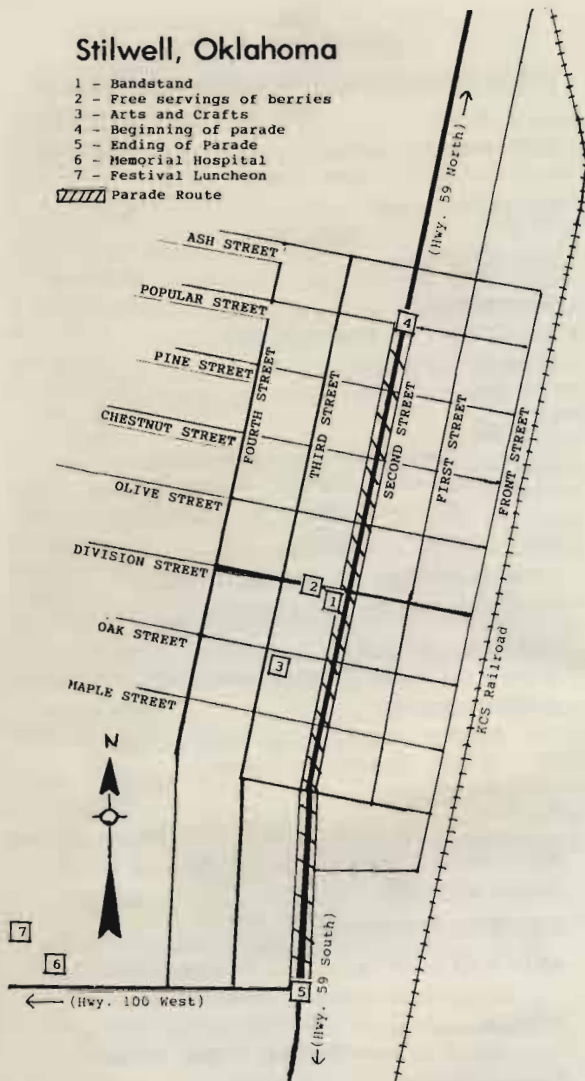 Stilwell, Oklahoma
1 - Bandstand
2 - Free servings of berries
3 - Arts and Crafts
4 - Beginning of parade
5 - Ending of Parade
6 - Memorial Hospital
7 - Festival Luncheon
Parade Route
(Hwy. 59 North)
ASH STREET
POPULAR STREET
4
PINE STREET
CHESTNUT STREET
FOURTH STREET
THIRD STREET
SECOND STREET
FIRST STREET
FRONT STREET
OLIVE STREET
DIVISION STREET
2
1
OAK STREET
3
MAPLE STREET
KCS Railroad
N
7
6
5
(Hwy. 100 West)
(Hwy. 59 South)